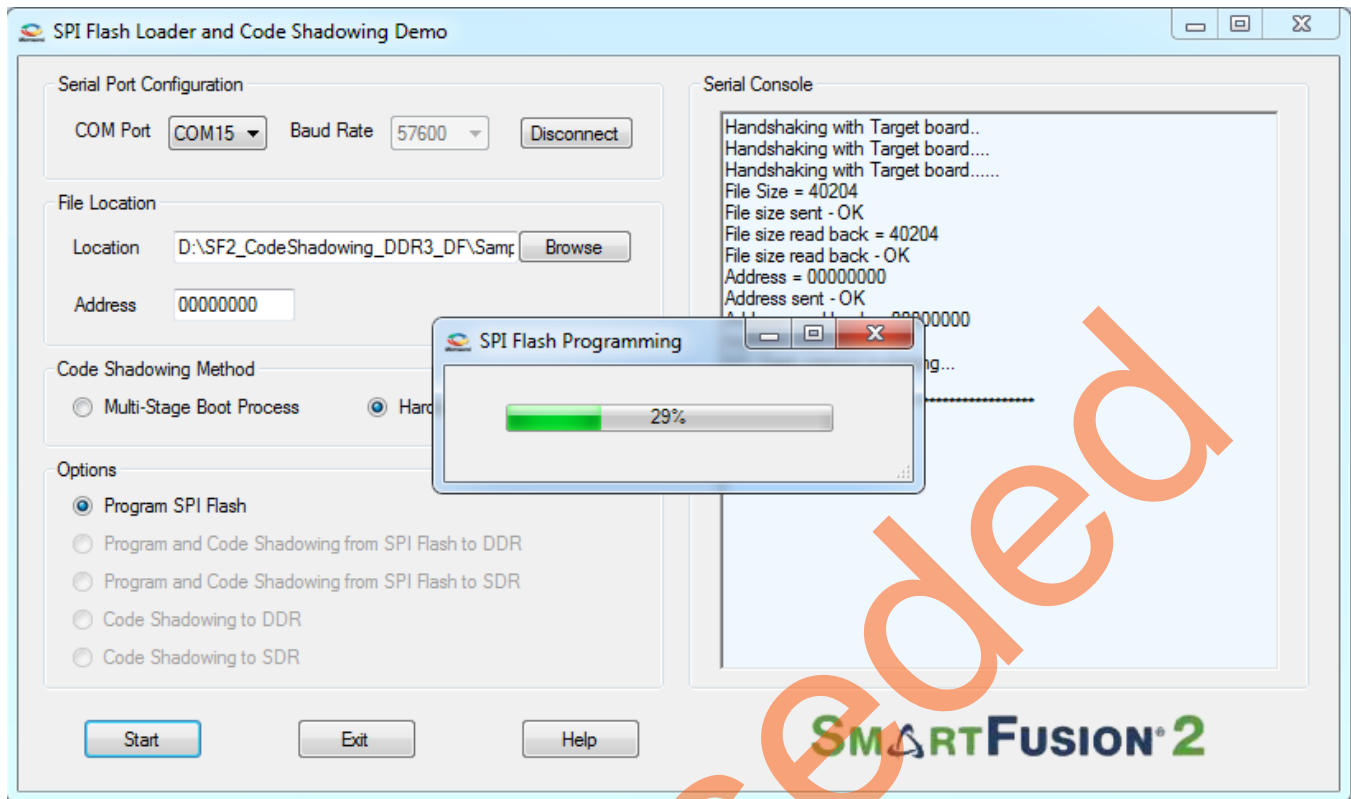 SPI Flash Loader and Code Shadowing Demo
Serial Port Configuration
COM Port COM15 Baud Rate 57600 Disconnect
File Location
Location D:\SF2_CodeShadowing_DDR3_DF\Samp Browse
Address 00000000
Code Shadowing Method
Multi-Stage Boot Process Hard
Options
Program SPI Flash
Program and Code Shadowing from SPI Flash to DDR
Program and Code Shadowing from SPI Flash to SDR
Code Shadowing to DDR
Code Shadowing to SDR
Start Exit Help
Serial Console
Handshaking with Target board..
Handshaking with Target board....
Handshaking with Target board......
File Size = 40204
File size sent - OK
File size read back = 40204
File size read back - OK
Address = 00000000
Address sent - OK
00000000
ng...
SPI Flash Programming
29%
SMARTFUSION® 2
eded